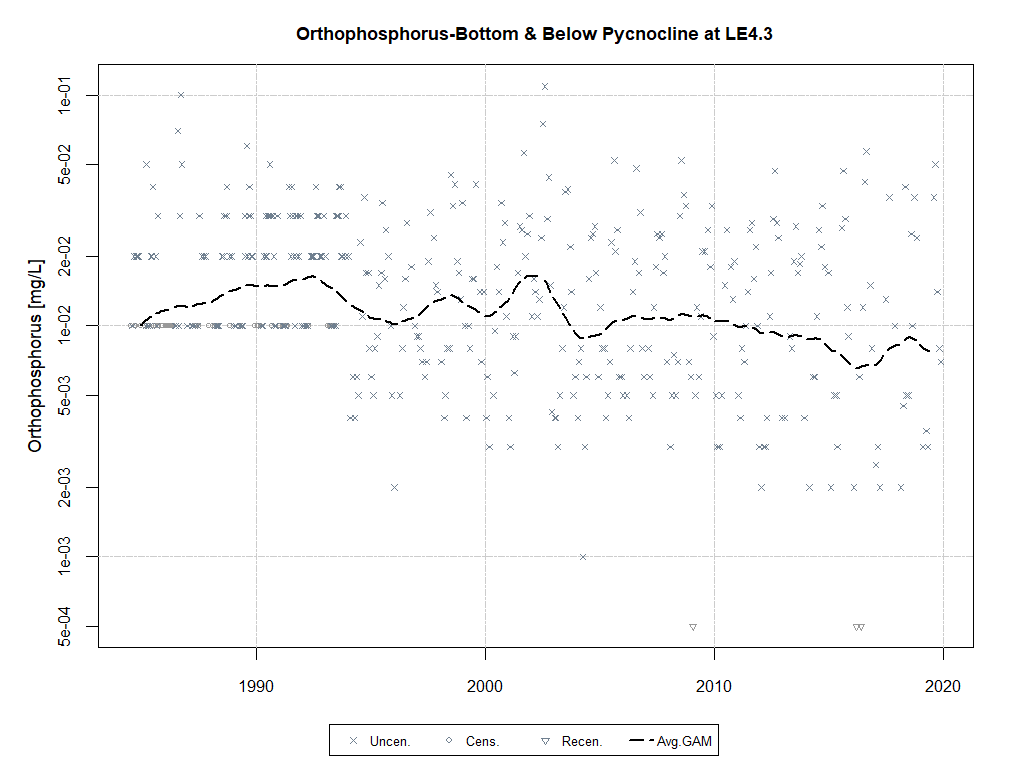 Orthophosphorus-Bottom & Below Pycnocline at LE4.3
Orthophosphorus [mg/L]
1e-01
5e-02
2e-02
1e-02
5e-03
2e-03
1e-03
5e-04
1990 2000 2010 2020
Uncen. Cens. Recen. Avg.GAM